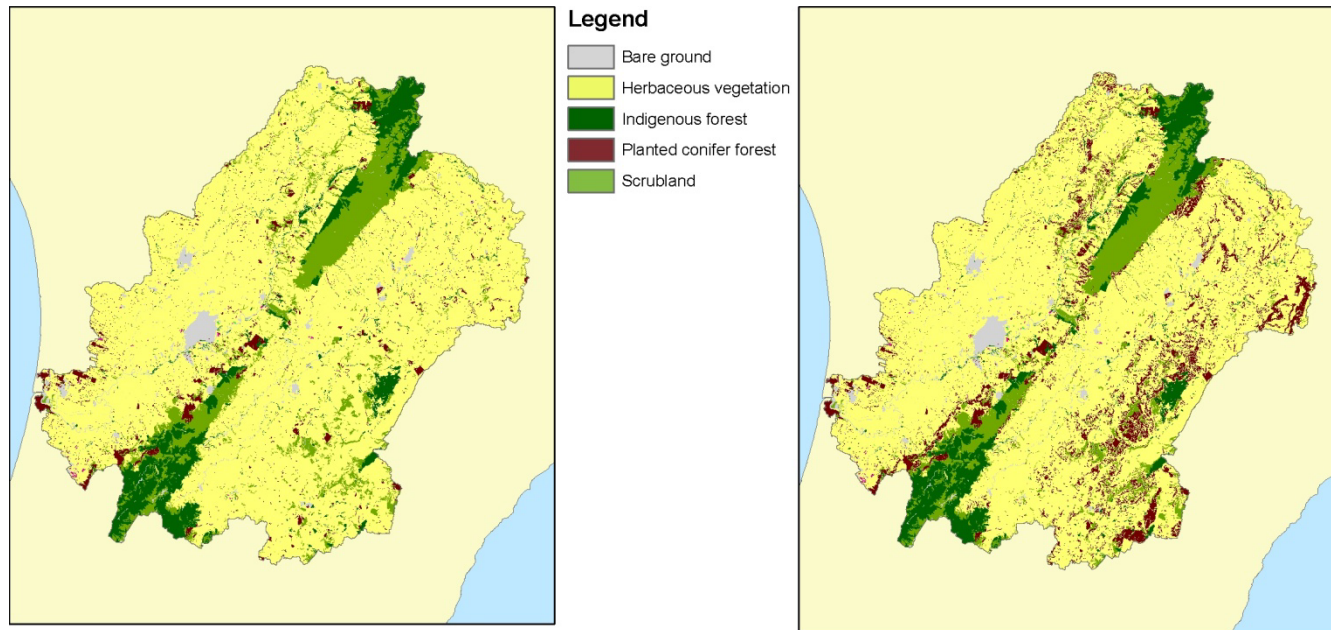 Legend
Bare ground
Herbaceous vegetation
Indigenous forest
Planted conifer forest
Scrubland